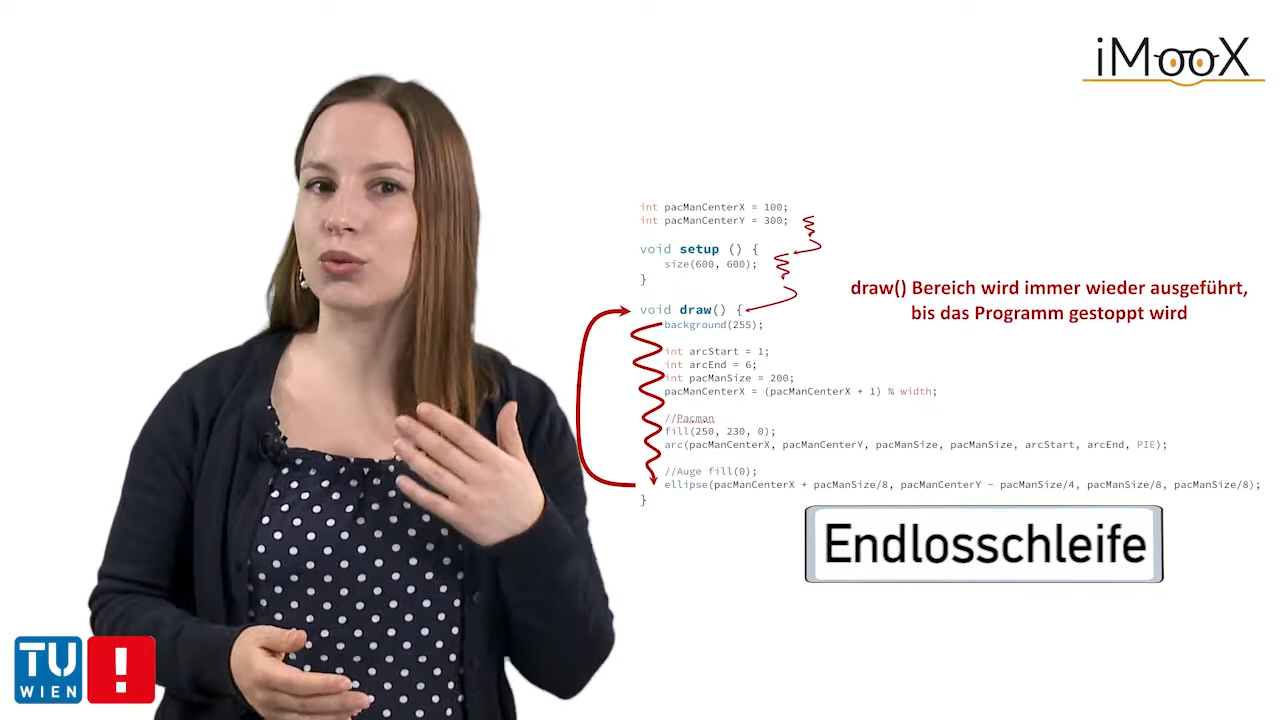 iMooX
int pacManCenterX = 100;
int pacManCenterY = 300;
void setup () {
size(600, 600);
}
draw() Bereich wird immer wieder ausgeführt,
bis das Programm gestoppt wird
void draw() {
background(255);
int arcStart = 1;
int arcEnd = 6;
int pacManSize = 200;
pacManCenterX = (pacManCenterX + 1) % width;
//Pacman
fill(250, 230, 0);
arc(pacManCenterX, pacManCenterY, pacManSize, pacManSize, arcStart, arcEnd, PIE);
//Auge fill(0);
ellipse(pacManCenterX + pacManSize/8, pacManCenterY - pacManSize/4, pacManSize/8, pacManSize/8);
}
Endlosschleife
TU
WIEN
!